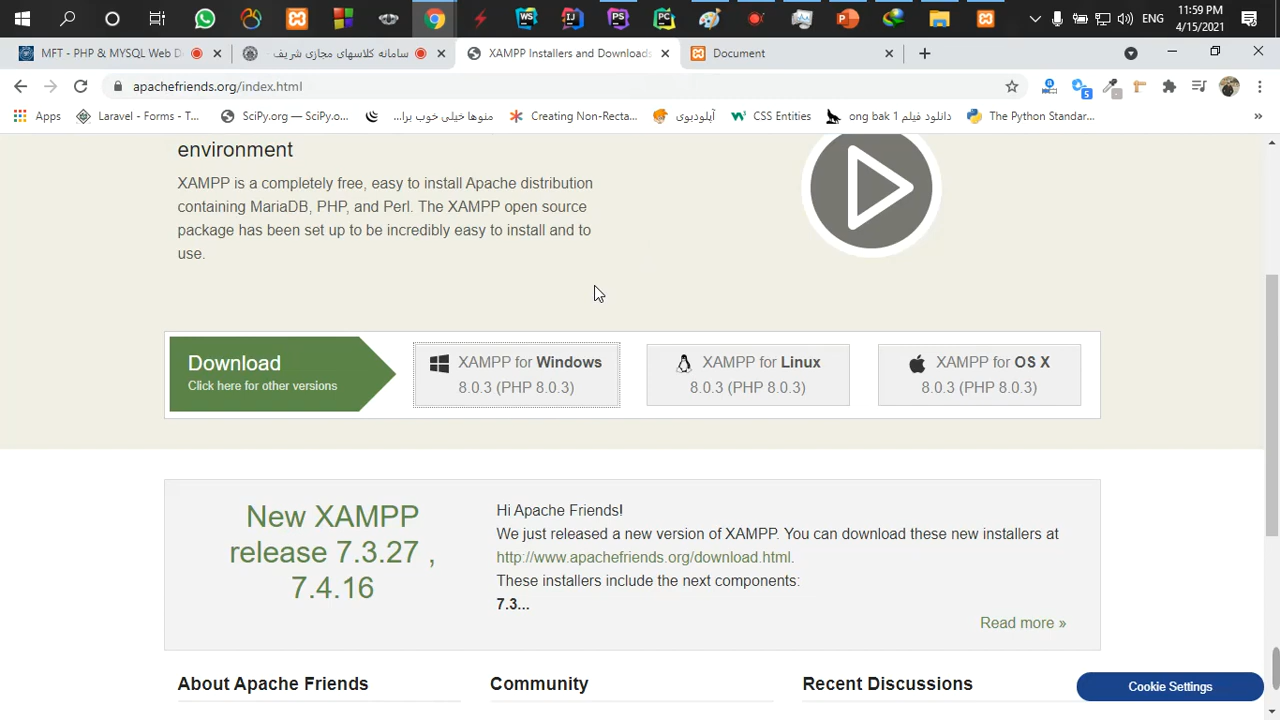 11:59 PM
ENG
4/15/2021
MFT - PHP & MYSQL Web D
سامانه کلاسهای مجازی شریف
XAMPP Installers and Downloads
Document
apachefriends.org/index.html
5
Apps
Laravel - Forms - T...
SciPy.org — SciPy.o...
منوها خیلی خوب برا...
Creating Non-Recta...
آپلودبوی
CSS Entities
دانلود فیلم ong bak 1
The Python Standar...
»
environment
XAMPP is a completely free, easy to install Apache distribution
containing MariaDB, PHP, and Perl. The XAMPP open source
package has been set up to be incredibly easy to install and to
use.
Download
Click here for other versions
XAMPP for Windows
8.0.3 (PHP 8.0.3)
XAMPP for Linux
8.0.3 (PHP 8.0.3)
XAMPP for OS X
8.0.3 (PHP 8.0.3)
New XAMPP
release 7.3.27 ,
7.4.16
Hi Apache Friends!
We just released a new version of XAMPP. You can download these new installers at
http://www.apachefriends.org/download.html.
These installers include the next components:
7.3...
Read more »
About Apache Friends
Community
Recent Discussions
Cookie Settings